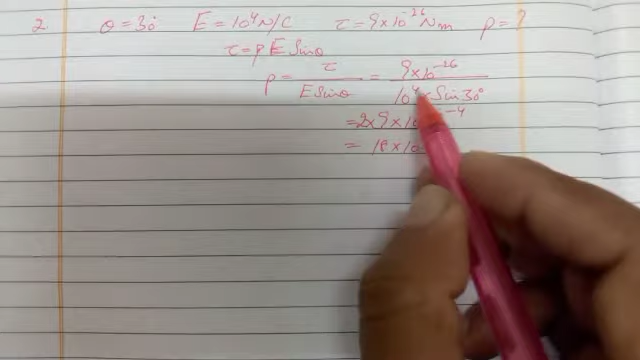 2. θ = 30° E = 10⁴ N/C τ = 9×10⁻²⁶ Nm p = ?
τ = p E Sinθ
p = τ / E Sinθ = 9×10⁻²⁶ / 10⁴ × Sin30°
= 2×9×10 ⁻⁴
= 18×10